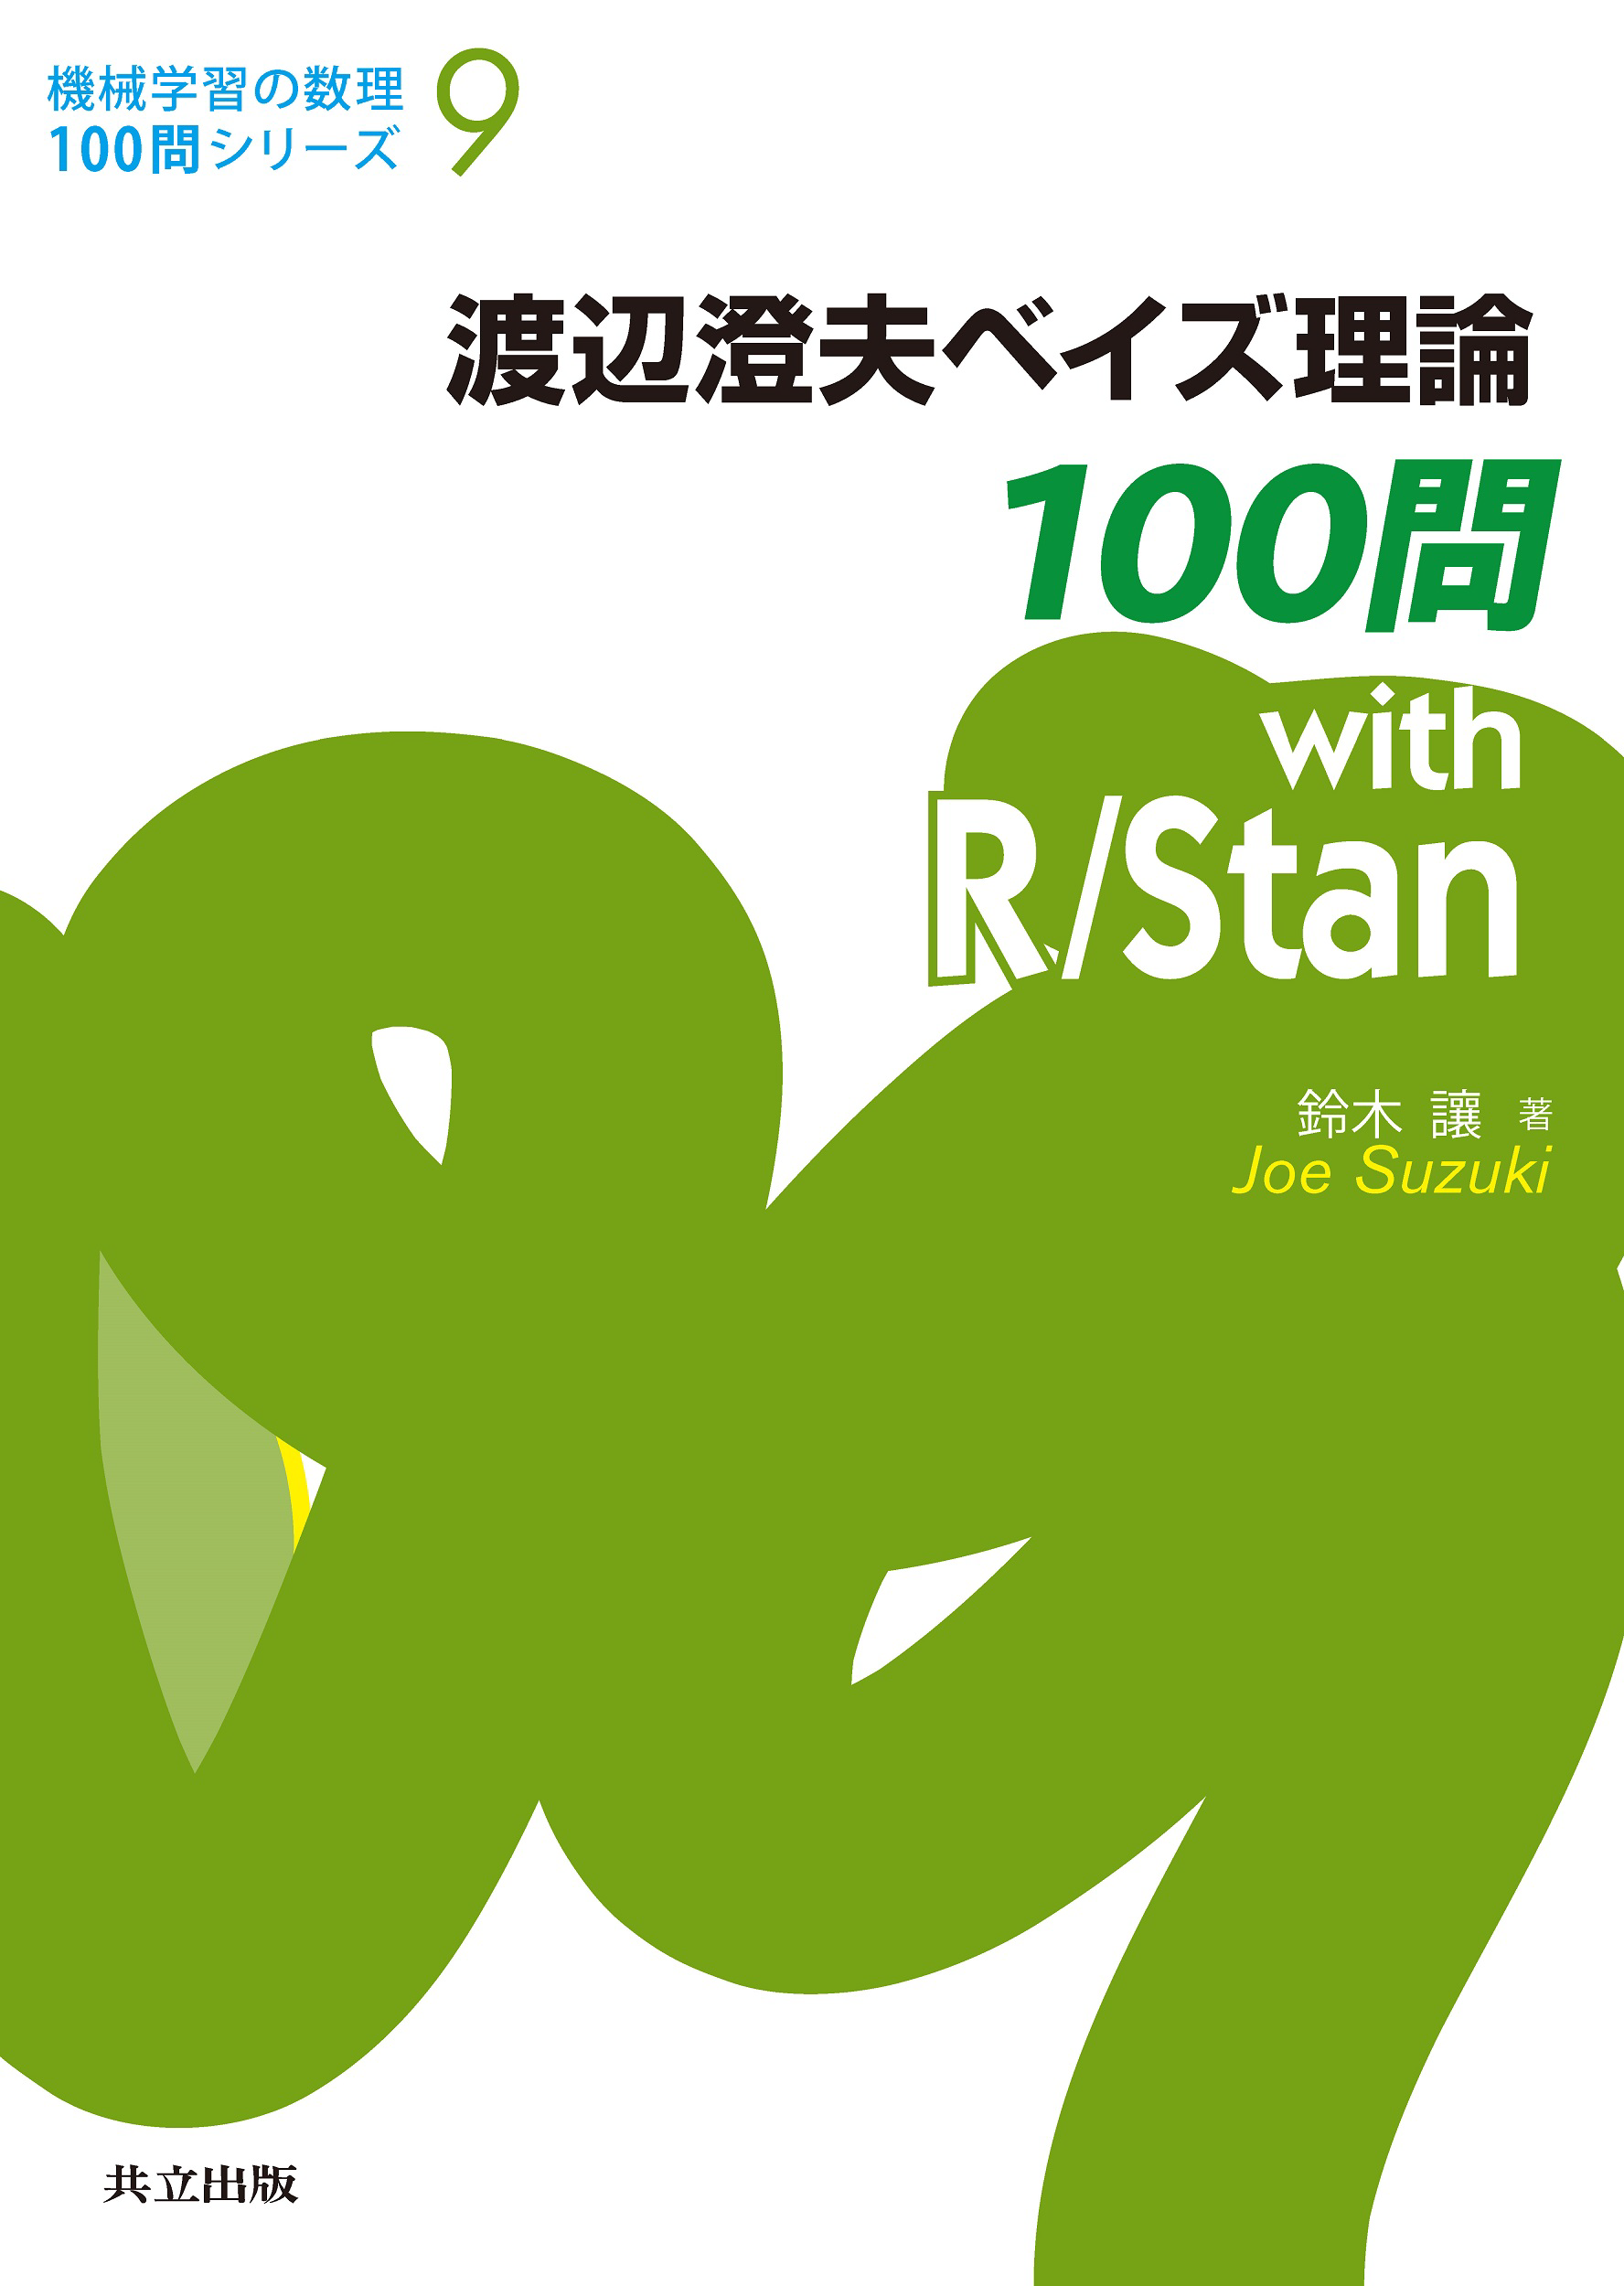 機械学習の数理
100問シリーズ 9
渡辺澄夫ベイズ理論
100問
with
R/Stan
鈴木 讓 著
Joe Suzuki
共立出版